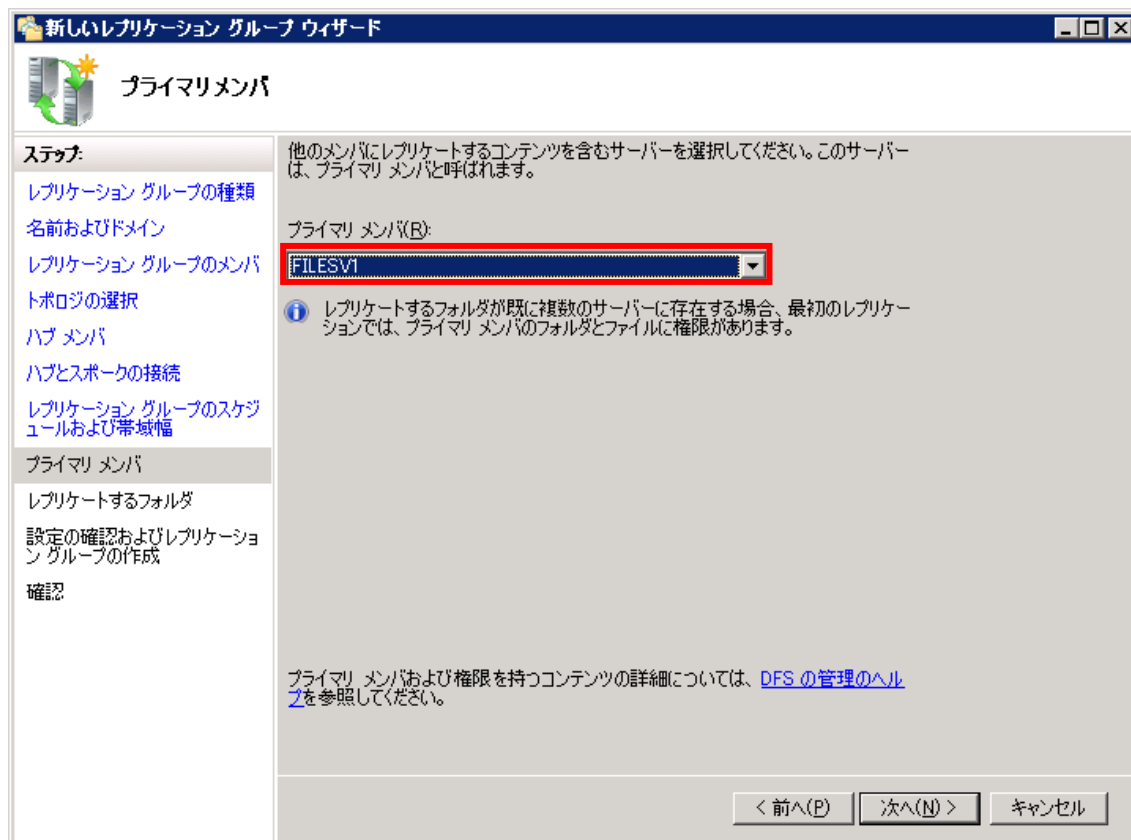 新しいレプリケーション グループ ウィザード
プライマリメンバ
ステップ:
レプリケーション グループの種類
名前およびドメイン
レプリケーション グループのメンバ
トポロジの選択
ハブ メンバ
ハブとスポークの接続
レプリケーション グループのスケジ
ュールおよび帯域幅
プライマリ メンバ
レプリケートするフォルダ
設定の確認およびレプリケーショ
ン グループの作成
確認
他のメンバにレプリケートするコンテンツを含むサーバーを選択してください。このサーバー
は、プライマリ メンバと呼ばれます。
プライマリ メンバ(R):
FILESV1
レプリケートするフォルダが既に複数のサーバーに存在する場合、最初のレプリケー
ションでは、プライマリ メンバのフォルダとファイルに権限があります。
プライマリ メンバおよび権限を持つコンテンツの詳細については、DFS の管理のヘル
プを参照してください。
< 前へ(P)
次へ(N) >
キャンセル